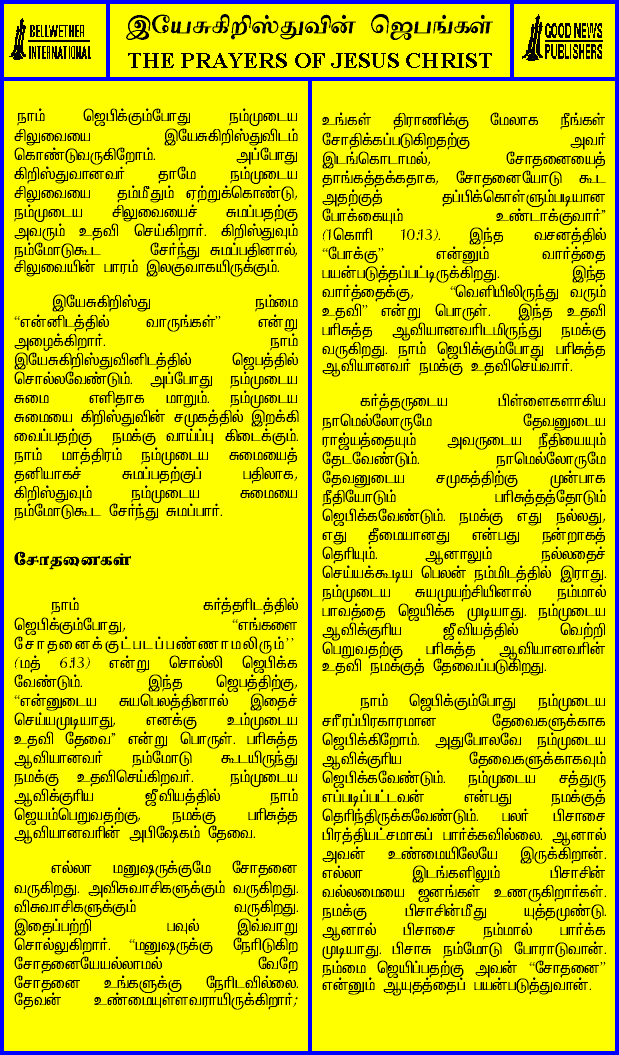 BELLWETHER
INTERNATIONAL
இயேசுகிறிஸ்துவின் ஜெபங்கள்
THE PRAYERS OF JESUS CHRIST
GOOD NEWS
PUBLISHERS
நாம் ஜெபிக்கும்போது நம்முடைய
சிலுவையை இயேசுகிறிஸ்துவிடம்
கொண்டுவருகிறோம். அப்போது
கிறிஸ்துவானவர் தாமே நம்முடைய
சிலுவையை தம்மீதும் ஏற்றுக்கொண்டு,
நம்முடைய சிலுவையைச் சுமப்பதற்கு
அவரும் உதவி செய்கிறார். கிறிஸ்துவும்
நம்மோடுகூட சேர்ந்து சுமப்பதினால்,
சிலுவையின் பாரம் இலகுவாகயிருக்கும்.
இயேசுகிறிஸ்து நம்மை
“என்னிடத்தில் வாருங்கள்” என்று
அழைக்கிறார். நாம்
இயேசுகிறிஸ்துவினிடத்தில் ஜெபத்தில்
சொல்லவேண்டும். அப்போது நம்முடைய
சுமை எளிதாக மாறும். நம்முடைய
சுமையை கிறிஸ்துவின் சமுகத்தில் இறக்கி
வைப்பதற்கு நமக்கு வாய்ப்பு கிடைக்கும்.
நாம் மாத்திரம் நம்முடைய சுமையைத்
தனியாகச் சுமப்பதற்குப் பதிலாக,
கிறிஸ்துவும் நம்முடைய சுமையை
நம்மோடுகூட சேர்ந்து சுமப்பார்.
சோதனைகள்
நாம் கர்த்தரிடத்தில்
ஜெபிக்கும்போது, “எங்களை
சோதனைக்குட்படப்பண்ணாமலிரும்’’
(மத் 6:13) என்று சொல்லி ஜெபிக்க
வேண்டும். இந்த ஜெபத்திற்கு,
“என்னுடைய சுயபெலத்தினால் இதைச்
செய்யமுடியாது, எனக்கு உம்முடைய
உதவி தேவை” என்று பொருள். பரிசுத்த
ஆவியானவர் நம்மோடு கூடயிருந்து
நமக்கு உதவிசெய்கிறவர். நம்முடைய
ஆவிக்குரிய ஜீவியத்தில் நாம்
ஜெயம்பெறுவதற்கு, நமக்கு பரிசுத்த
ஆவியானவரின் அபிஷேகம் தேவை.
எல்லா மனுஷருக்குமே சோதனை
வருகிறது. அவிசுவாசிகளுக்கும் வருகிறது.
விசுவாசிகளுக்கும் வருகிறது.
இதைப்பற்றி பவுல் இவ்வாறு
சொல்லுகிறார். “மனுஷருக்கு நேரிடுகிற
சோதனையேயல்லாமல் வேறே
சோதனை உங்களுக்கு நேரிடவில்லை.
தேவன் உண்மையுள்ளவராயிருக்கிறார்;
உங்கள் திராணிக்கு மேலாக நீங்கள்
சோதிக்கப்படுகிறதற்கு அவர்
இடங்கொடாமல், சோதனையைத்
தாங்கத்தக்கதாக, சோதனையோடு கூட
அதற்குத் தப்பிக்கொள்ளும்படியான
போக்கையும் உண்டாக்குவார்”
(1கொரி 10:13). இந்த வசனத்தில்
“போக்கு” என்னும் வார்த்தை
பயன்படுத்தப்பட்டிருக்கிறது. இந்த
வார்த்தைக்கு, “வெளியிலிருந்து வரும்
உதவி” என்று பொருள். இந்த உதவி
பரிசுத்த ஆவியானவரிடமிருந்து நமக்கு
வருகிறது. நாம் ஜெபிக்கும்போது பரிசுத்த
ஆவியானவர் நமக்கு உதவிசெய்வார்.
கர்த்தருடைய பிள்ளைகளாகிய
நாமெல்லோருமே தேவனுடைய
ராஜ்யத்தையும் அவருடைய நீதியையும்
தேடவேண்டும். நாமெல்லோருமே
தேவனுடைய சமுகத்திற்கு முன்பாக
நீதியோடும் பரிசுத்தத்தோடும்
ஜெபிக்கவேண்டும். நமக்கு எது நல்லது,
எது தீமையானது என்பது நன்றாகத்
தெரியும். ஆனாலும் நல்லதைச்
செய்யக்கூடிய பெலன் நம்மிடத்தில் இராது.
நம்முடைய சுயமுயற்சியினால் நம்மால்
பாவத்தை ஜெயிக்க முடியாது. நம்முடைய
ஆவிக்குரிய ஜீவியத்தில் வெற்றி
பெறுவதற்கு பரிசுத்த ஆவியானவரின்
உதவி நமக்குத் தேவைப்படுகிறது.
நாம் ஜெபிக்கும்போது நம்முடைய
சரீரப்பிரகாரமான தேவைகளுக்காக
ஜெபிக்கிறோம். அதுபோலவே நம்முடைய
ஆவிக்குரிய தேவைகளுக்காகவும்
ஜெபிக்கவேண்டும். நம்முடைய சத்துரு
எப்படிப்பட்டவன் என்பது நமக்குத்
தெரிந்திருக்கவேண்டும். பலர் பிசாசை
பிரத்தியட்சமாகப் பார்க்கவில்லை. ஆனால்
அவன் உண்மையிலேயே இருக்கிறான்.
எல்லா இடங்களிலும் பிசாசின்
வல்லமையை ஜனங்கள் உணருகிறார்கள்.
நமக்கு பிசாசின்மீது யுத்தமுண்டு.
ஆனால் பிசாசை நம்மால் பார்க்க
முடியாது. பிசாசு நம்மோடு போராடுவான்.
நம்மை ஜெயிப்பதற்கு அவன் “சோதனை”
என்னும் ஆயுதத்தைப் பயன்படுத்துவான்.